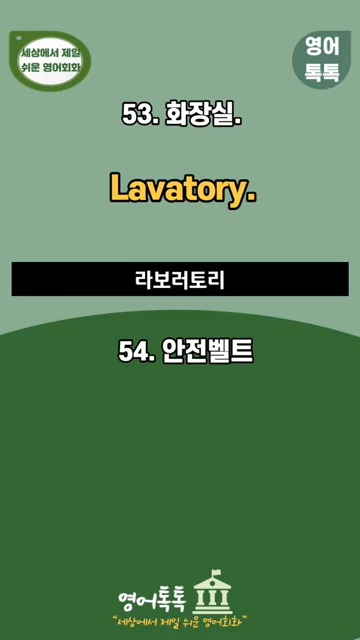 세상에서 제일
쉬운 영어회화
영어
톡톡
53. 화장실.
Lavatory.
라보러토리
54. 안전벨트
영어톡톡
"세상에서 제일 쉬운 영어회화"